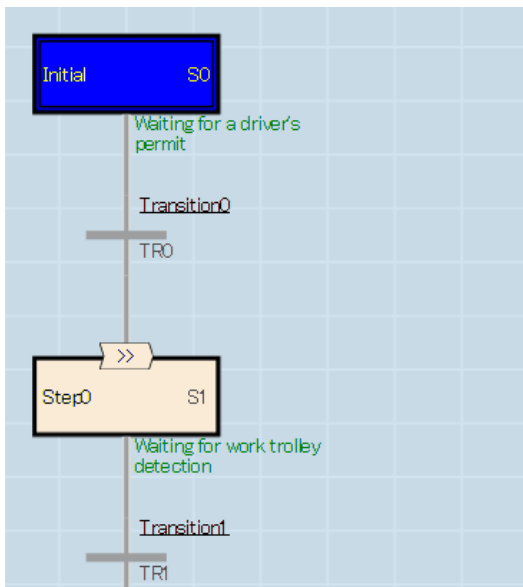 Initial S0
Waiting for a driver's
permit
Transition0
TR0
>>
Step0 S1
Waiting for work trolley
detection
Transition1
TR1